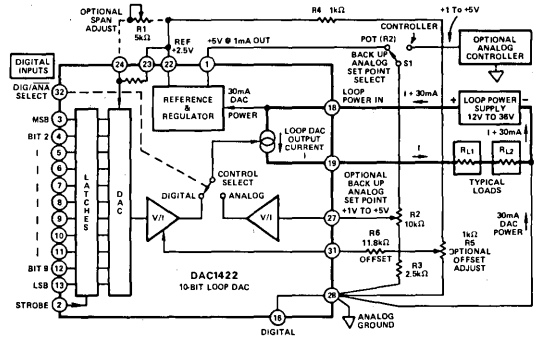 OPTIONAL
SPAN
ADJUST
R1
5kΩ
REF
+2.5V
R4 1kΩ
+5V @ 1mA OUT
POT (R2)
CONTROLLER
+1 To +5V
OPTIONAL
ANALOG
CONTROLLER
DIGITAL
INPUTS
DIG/ANA
SELECT
24
23
22
1
32
BACK UP
ANALOG
SET POINT
SELECT
S1
REFERENCE
&
REGULATOR
30mA
DAC
POWER
18
LOOP
POWER IN
I + 30mA
+
−
LOOP POWER
SUPPLY
12V TO 36V
I + 30mA
MSB
3
BIT 2
4
5
6
7
8
9
10
11
BIT 9
12
LSB
13
STROBE
2
LATCHES
DAC
LOOP DAC
OUTPUT
CURRENT
I
19
I
RL1
RL2
TYPICAL
LOADS
CONTROL
SELECT
DIGITAL
ANALOG
V/I
V/I
OPTIONAL
BACK UP
ANALOG
SET POINT
27
+1V TO +5V
R2
10kΩ
30mA
DAC
POWER
31
R6
11.8kΩ
OFFSET
1kΩ
R5
OPTIONAL
OFFSET
ADJUST
DAC1422
10-BIT LOOP DAC
R3
2.5kΩ
16
DIGITAL
ANALOG
GROUND